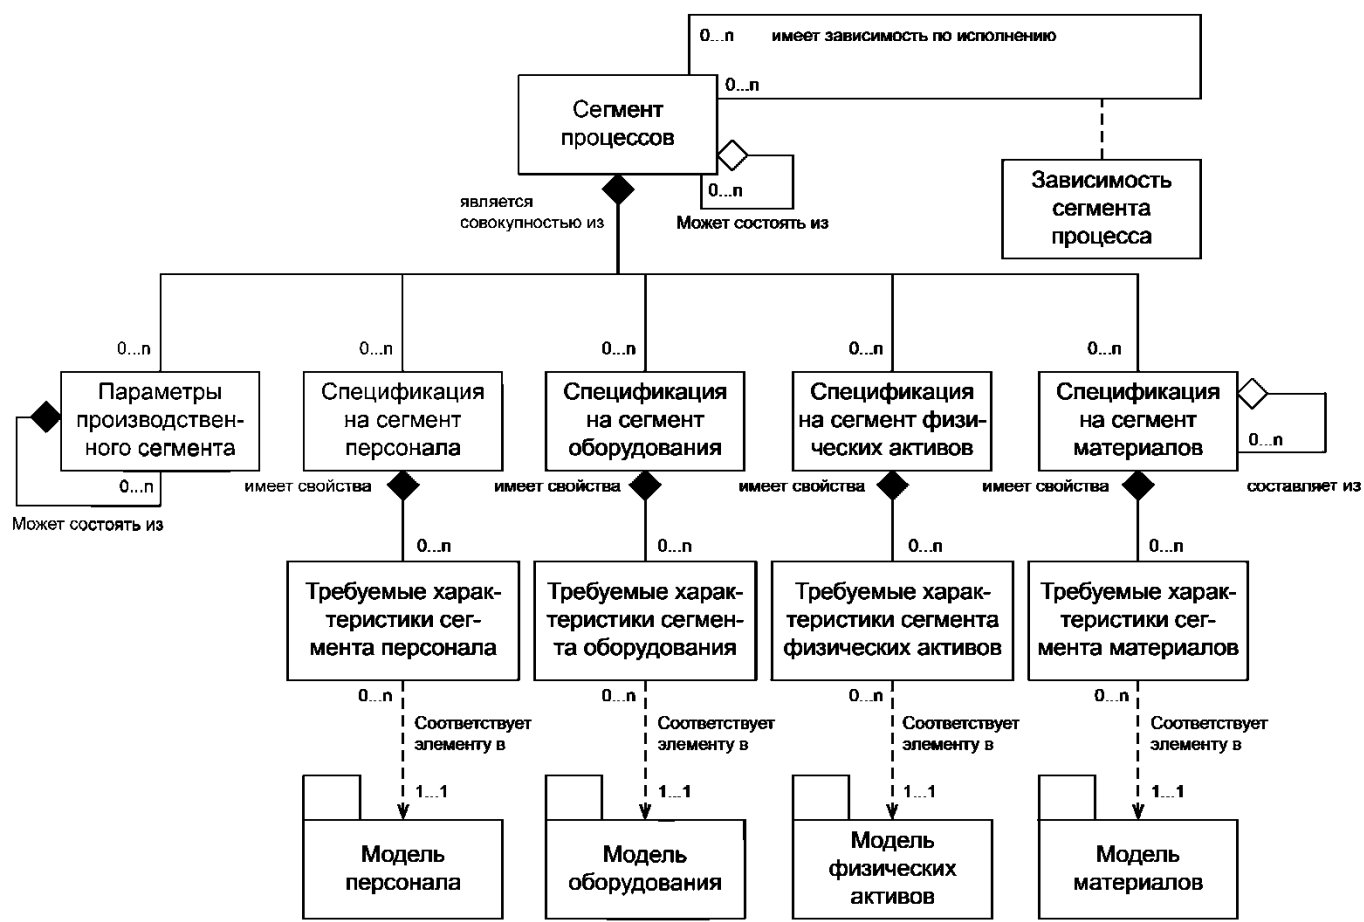 0...n имеет зависимость по исполнению
0...n
Сегмент
процессов
0...n
Может состоять из
Зависимость
сегмента
процесса
является
совокупностью из
0...n
0...n
0...n
0...n
0...n
Параметры
производствен-
ного сегмента
0...n
Может состоять из
Спецификация
на сегмент
персонала
Спецификация
на сегмент
оборудования
Спецификация
на сегмент физи-
ческих активов
Спецификация
на сегмент
материалов
0...n
составляет из
имеет свойства
имеет свойства
имеет свойства
имеет свойства
0...n
0...n
0...n
0...n
Требуемые харак-
теристики сег-
мента персонала
Требуемые харак-
теристики сегмен-
та оборудования
Требуемые харак-
теристики сегмента
физических активов
Требуемые харак-
теристики сег-
мента материалов
0...n
0...n
0...n
0...n
Соответствует
элементу в
Соответствует
элементу в
Соответствует
элементу в
Соответствует
элементу в
1...1
1...1
1...1
1...1
Модель
персонала
Модель
оборудования
Модель
физических
активов
Модель
материалов